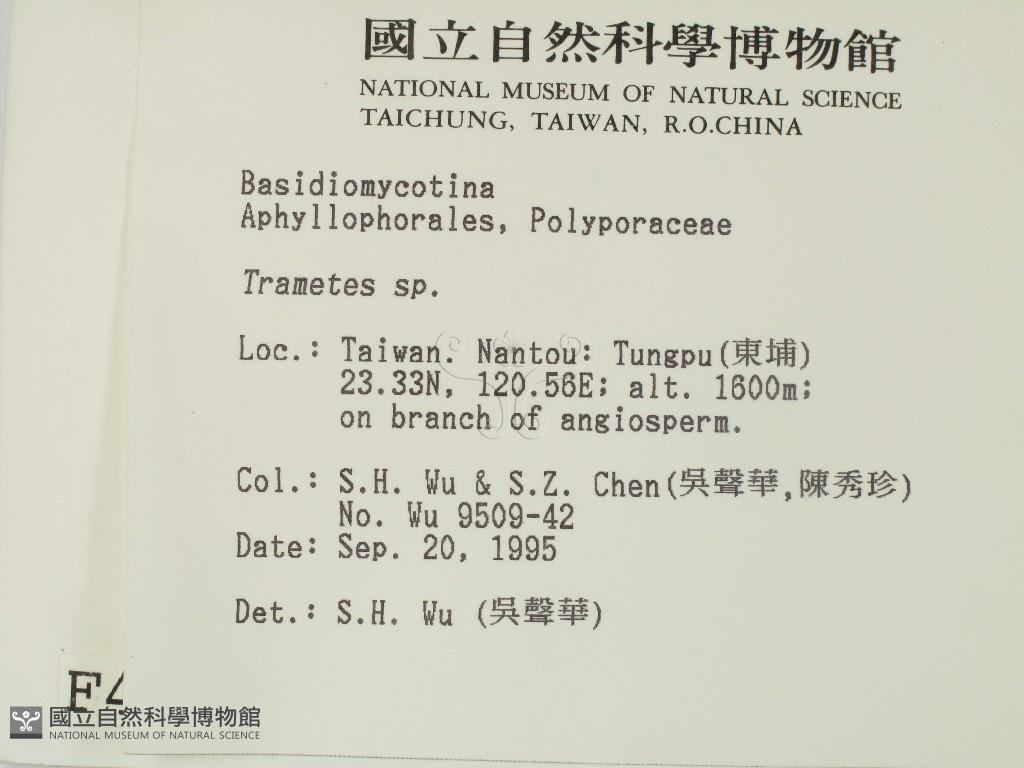 國立自然科學博物館
NATIONAL MUSEUM OF NATURAL SCIENCE
TAICHUNG, TAIWAN, R.O.CHINA
Basidiomycotina
Aphyllophorales, Polyporaceae
Trametes sp.
Loc.: Taiwan. Nantou: Tungpu(東埔)
23.33N, 120.56E; alt. 1600m;
on branch of angiosperm.
Col.: S.H. Wu & S.Z. Chen(吳聲華,陳秀珍)
No. Wu 9509-42
Date: Sep. 20, 1995
Det.: S.H. Wu (吳聲華)
F4
國立自然科學博物館
NATIONAL MUSEUM OF NATURAL SCIENCE